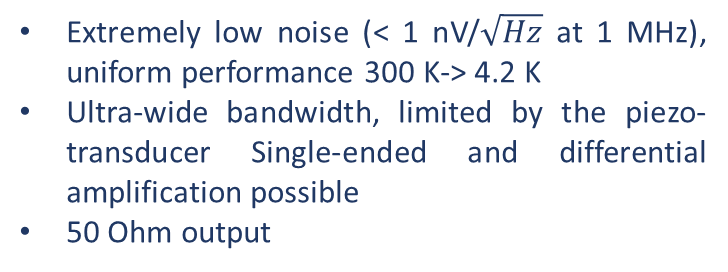 • Extremely low noise (< 1 nV/√Hz at 1 MHz),
uniform performance 300 K-> 4.2 K
• Ultra-wide bandwidth, limited by the piezo-
transducer Single-ended and differential
amplification possible
• 50 Ohm output